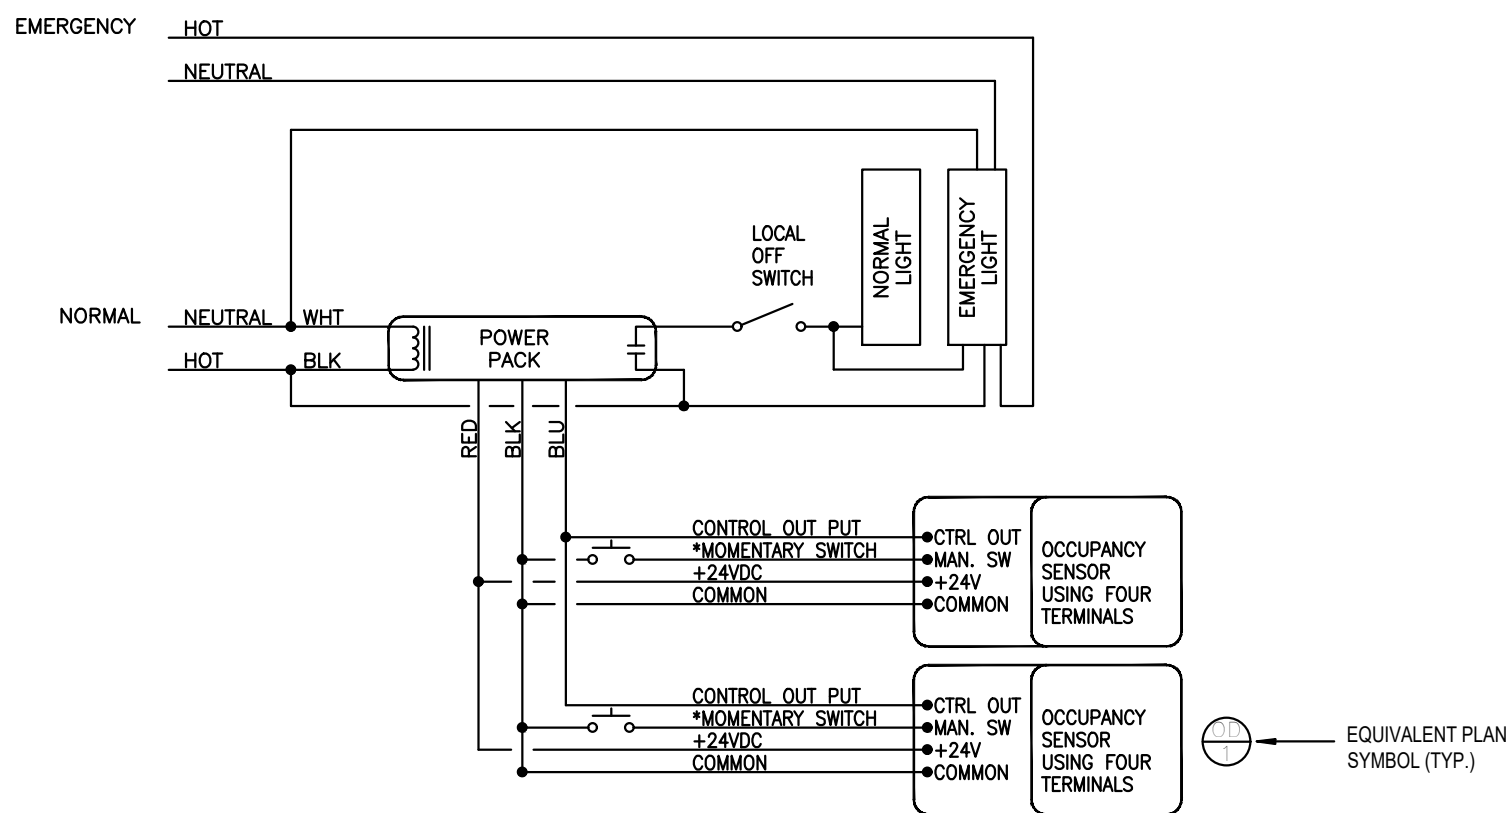 EMERGENCY
HOT
NEUTRAL
LOCAL
OFF
SWITCH
NORMAL
LIGHT
EMERGENCY
LIGHT
NORMAL
NEUTRAL
WHT
HOT
BLK
POWER
PACK
RED
BLK
BLU
CONTROL OUT PUT
*MOMENTARY SWITCH
+24VDC
COMMON
CTRL OUT
MAN. SW
+24V
COMMON
OCCUPANCY
SENSOR
USING FOUR
TERMINALS
CONTROL OUT PUT
*MOMENTARY SWITCH
+24VDC
COMMON
CTRL OUT
MAN. SW
+24V
COMMON
OCCUPANCY
SENSOR
USING FOUR
TERMINALS
OD
1
EQUIVALENT PLAN
SYMBOL (TYP.)